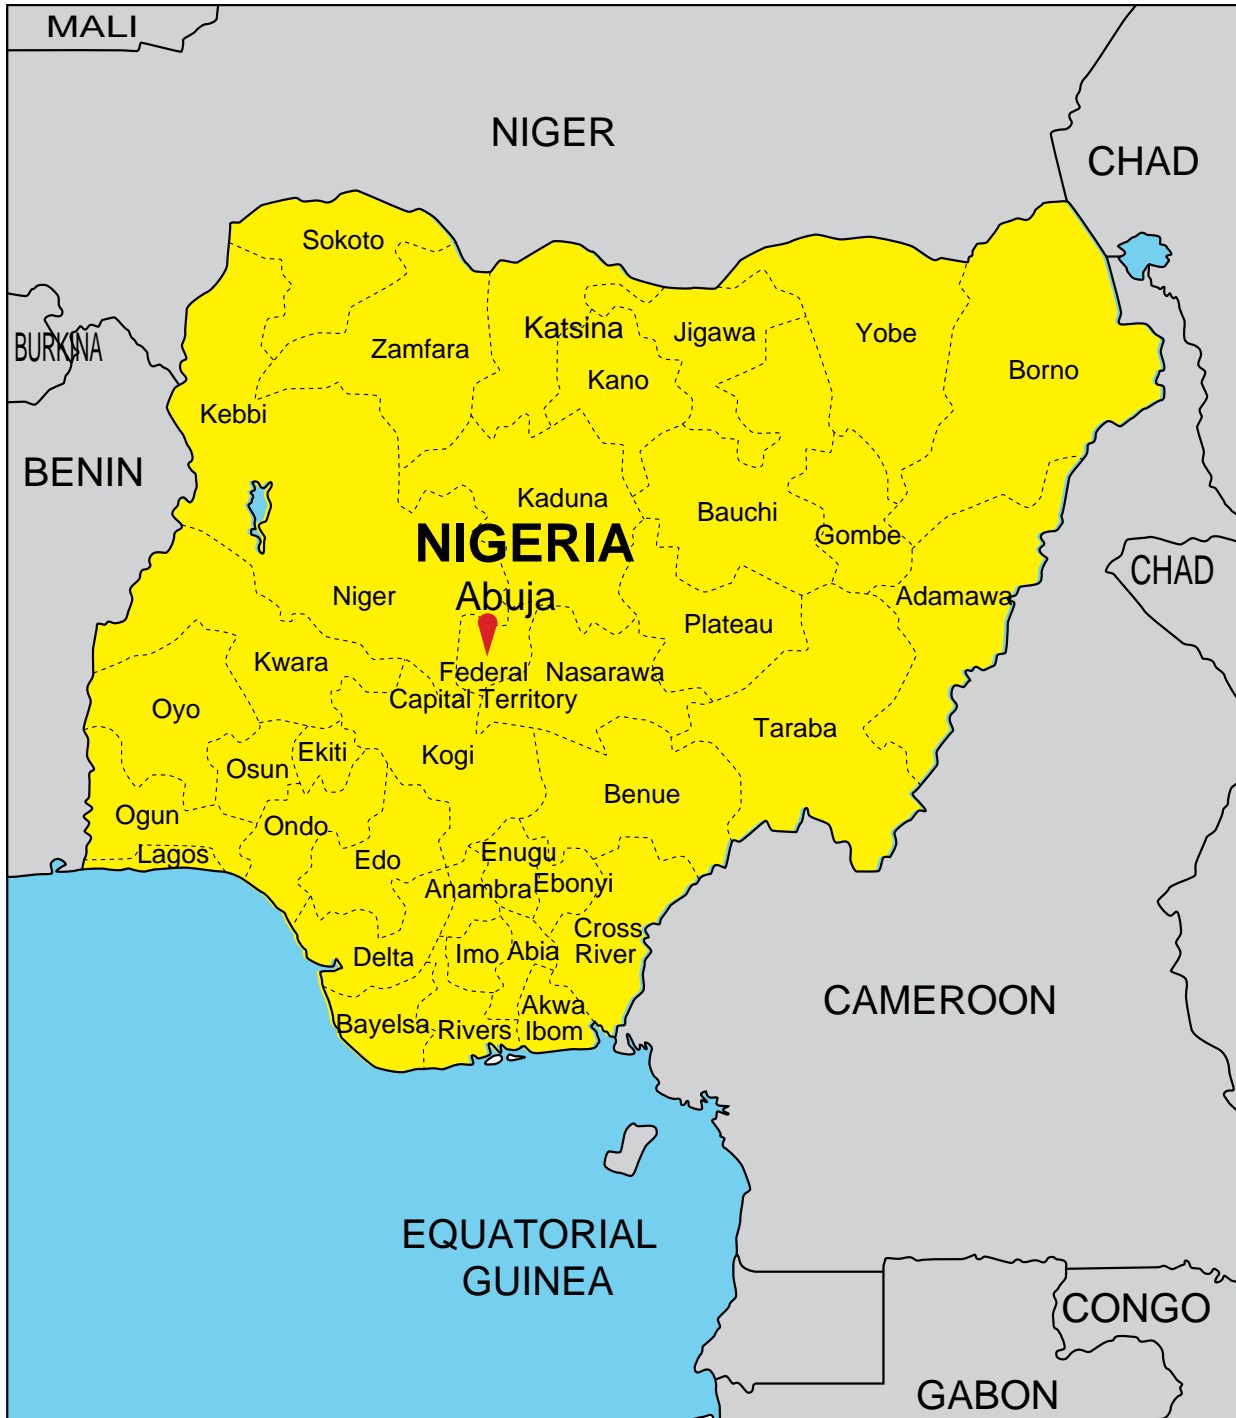 MALI
NIGER
CHAD
Sokoto
Katsina
Jigawa
Yobe
BURKINA
Zamfara
Kano
Borno
Kebbi
BENIN
Kaduna
Bauchi
NIGERIA
Gombe
CHAD
Niger
Abuja
Adamawa
Plateau
Kwara
Federal
Capital Territory
Nasarawa
Oyo
Taraba
Osun
Ekiti
Kogi
Benue
Ogun
Ondo
Lagos
Edo
Enugu
Anambra
Ebonyi
Cross
River
Delta
Imo
Abia
CAMEROON
Akwa
Ibom
Bayelsa
Rivers
EQUATORIAL
GUINEA
CONGO
GABON